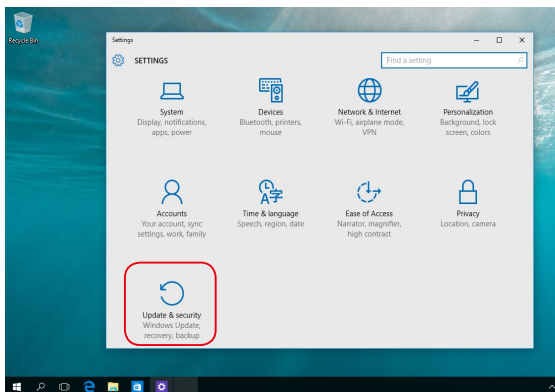 Recycle Bin
Settings
SETTINGS
Find a setting
System
Display, notifications,
apps, power
Devices
Bluetooth, printers,
mouse
Network & Internet
Wi-Fi, airplane mode,
VPN
Personalization
Background, lock
screen, colors
Accounts
Your account, sync
settings, work, family
Time & language
Speech, region, date
Ease of Access
Narrator, magnifier,
high contrast
Privacy
Location, camera
Update & security
Windows Update,
recovery, backup